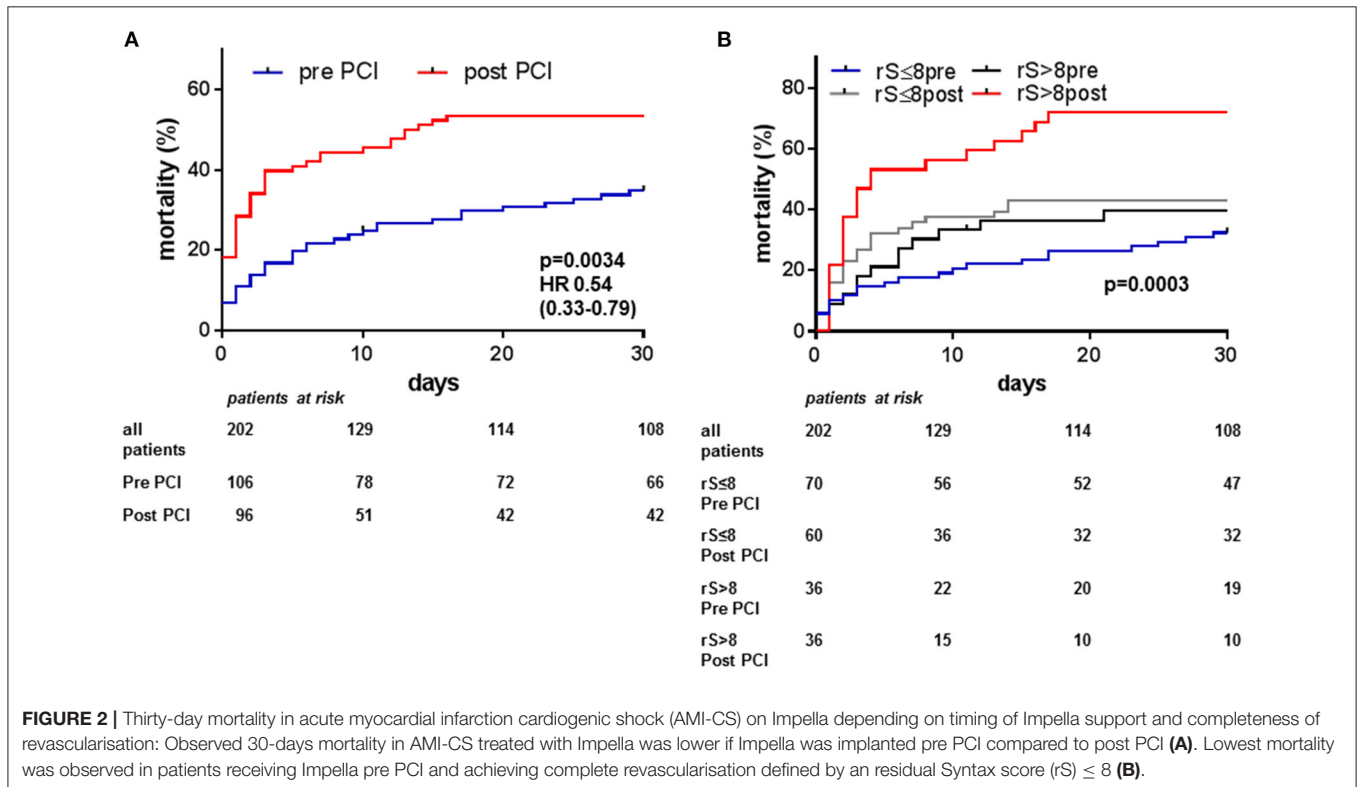 A
pre PCI post PCI
60
40
20
0
mortality (%)
p=0.0034
HR 0.54
(0.33-0.79)
0 10 20 30
days
patients at risk
all patients 202 129 114 108
Pre PCI 106 78 72 66
Post PCI 96 51 42 42
B
rS≤8pre rS>8pre
rS≤8post rS>8post
80
60
40
20
0
mortality (%)
p=0.0003
0 10 20 30
days
patients at risk
all patients 202 129 114 108
rS≤8 Pre PCI 70 56 52 47
rS≤8 Post PCI 60 36 32 32
rS>8 Pre PCI 36 22 20 19
rS>8 Post PCI 36 15 10 10
FIGURE 2 | Thirty-day mortality in acute myocardial infarction cardiogenic shock (AMI-CS) on Impella depending on timing of Impella support and completeness of
revascularisation: Observed 30-days mortality in AMI-CS treated with Impella was lower if Impella was implanted pre PCI compared to post PCI (A). Lowest mortality
was observed in patients receiving Impella pre PCI and achieving complete revascularisation defined by an residual Syntax score (rS) ≤ 8 (B).